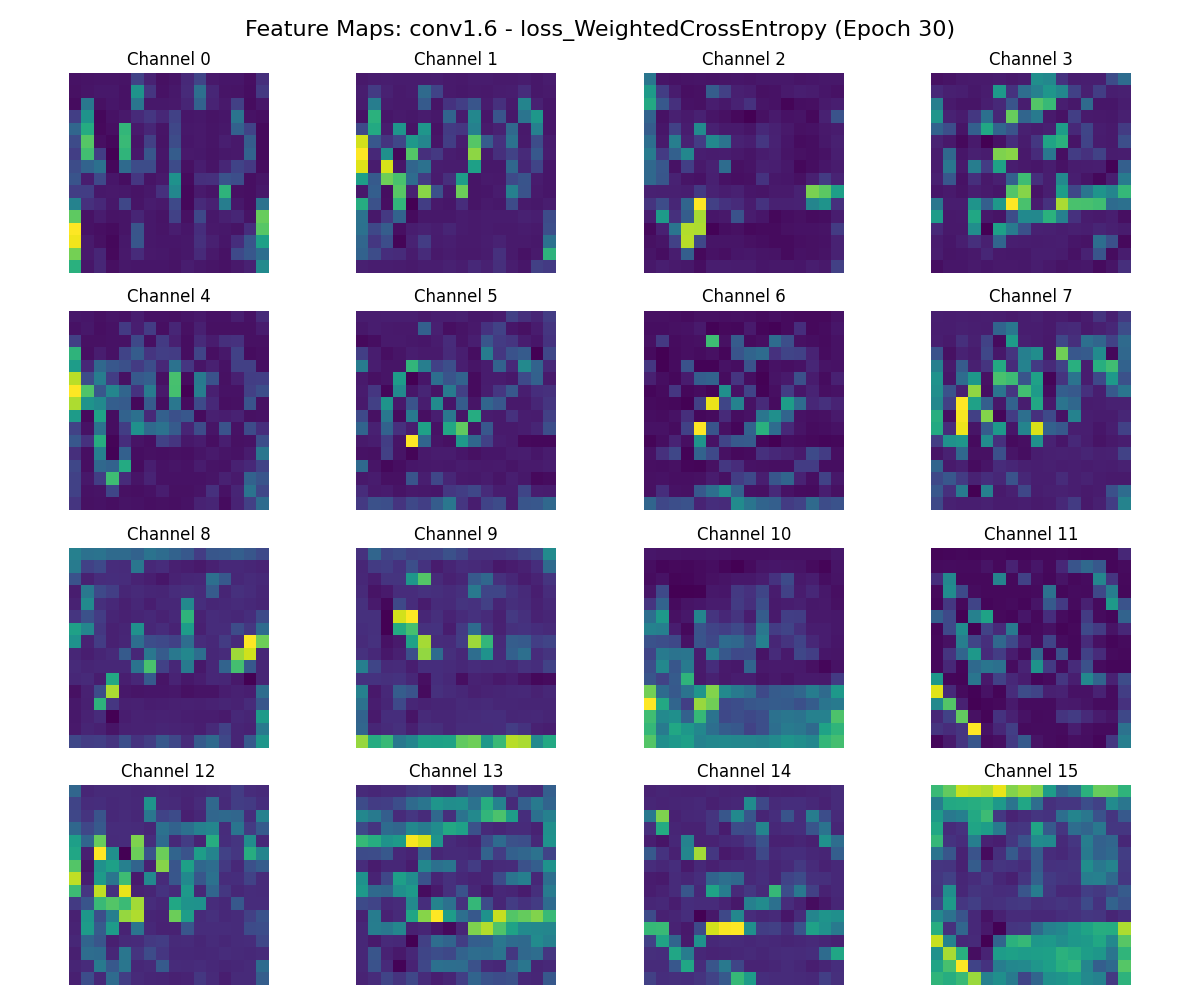 Feature Maps: conv1.6 - loss_WeightedCrossEntropy (Epoch 30)
Channel 0 Channel 1 Channel 2 Channel 3
Channel 4 Channel 5 Channel 6 Channel 7
Channel 8 Channel 9 Channel 10 Channel 11
Channel 12 Channel 13 Channel 14 Channel 15